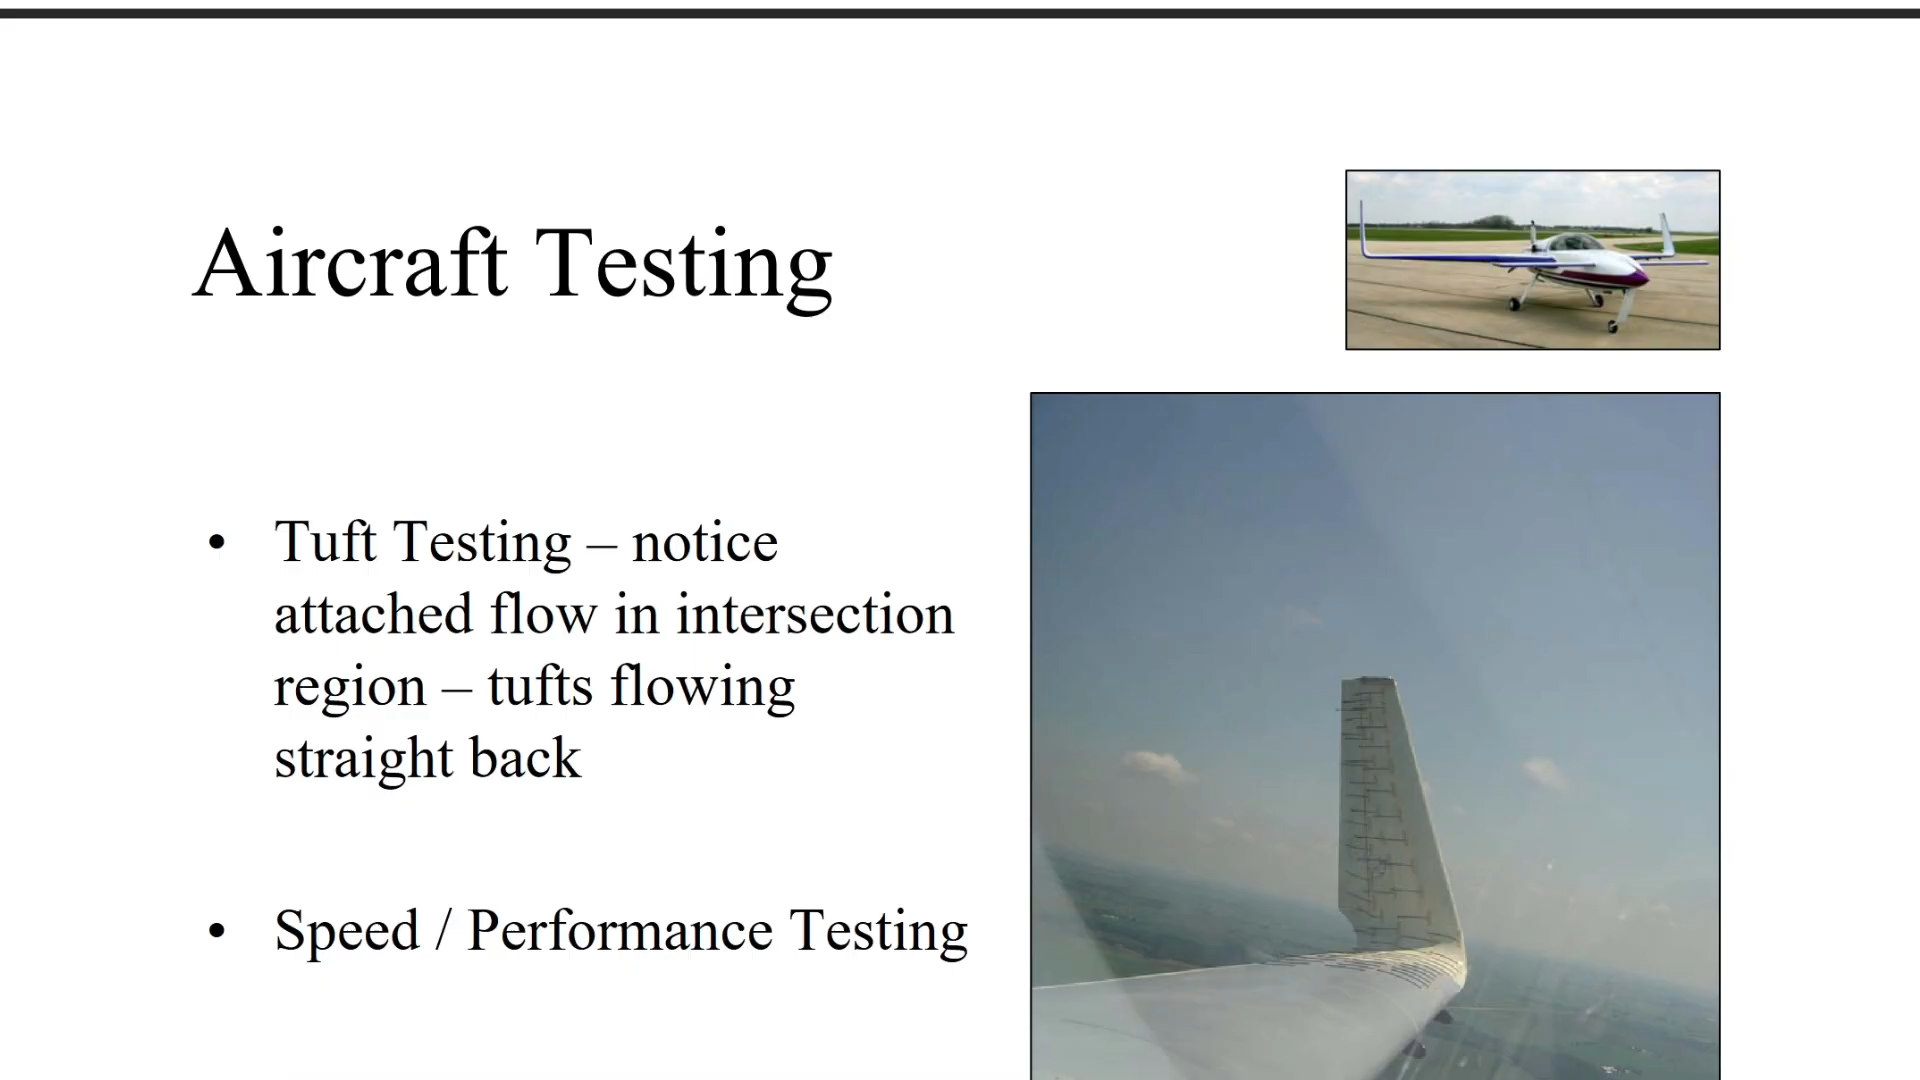 Aircraft Testing
• Tuft Testing – notice
attached flow in intersection
region – tufts flowing
straight back
• Speed / Performance Testing